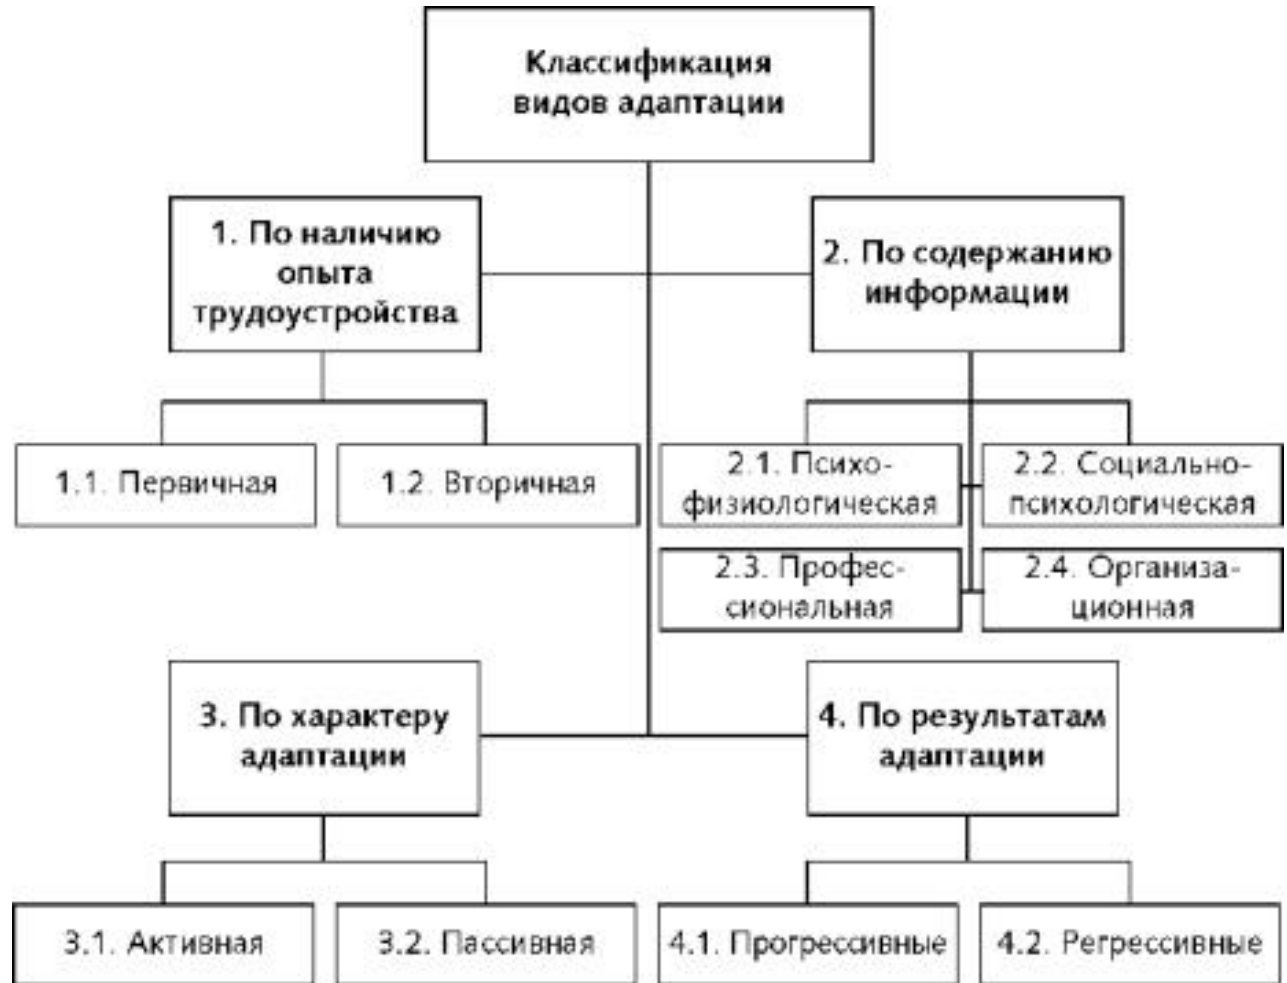 Классификация
видов адаптации
1. По наличию
опыта
трудоустройства
2. По содержанию
информации
1.1. Первичная
1.2. Вторичная
2.1. Психо-
физиологическая
2.2. Социально-
психологическая
2.3. Профес-
сиональная
2.4. Организа-
ционная
3. По характеру
адаптации
4. По результатам
адаптации
3.1. Активная
3.2. Пассивная
4.1. Прогрессивные
4.2. Регрессивные